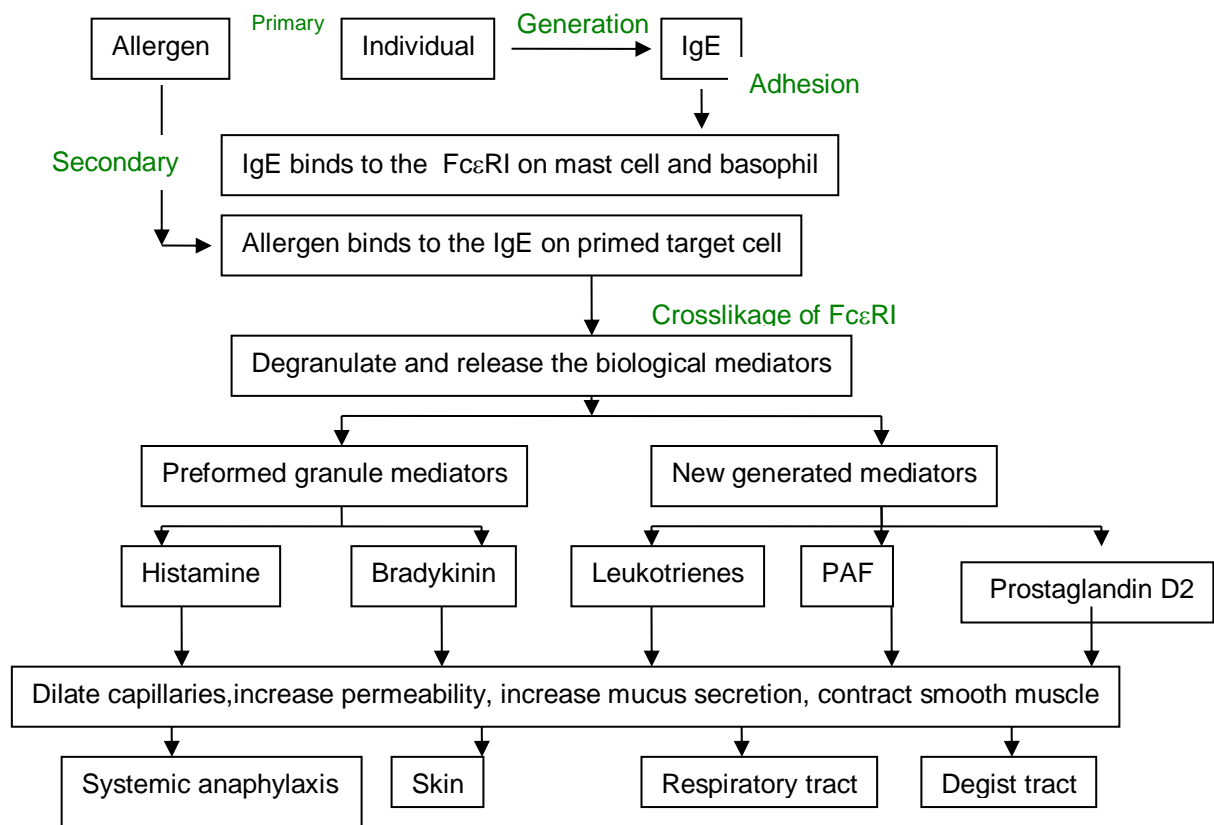 Allergen
Primary
Individual
Generation
IgE
Adhesion
Secondary
IgE binds to the FcεRI on mast cell and basophil
Allergen binds to the IgE on primed target cell
Crosslikage of FcεRI
Degranulate and release the biological mediators
Preformed granule mediators
New generated mediators
Histamine
Bradykinin
Leukotrienes
PAF
Prostaglandin D2
Dilate capillaries,increase permeability, increase mucus secretion, contract smooth muscle
Systemic anaphylaxis
Skin
Respiratory tract
Degist tract